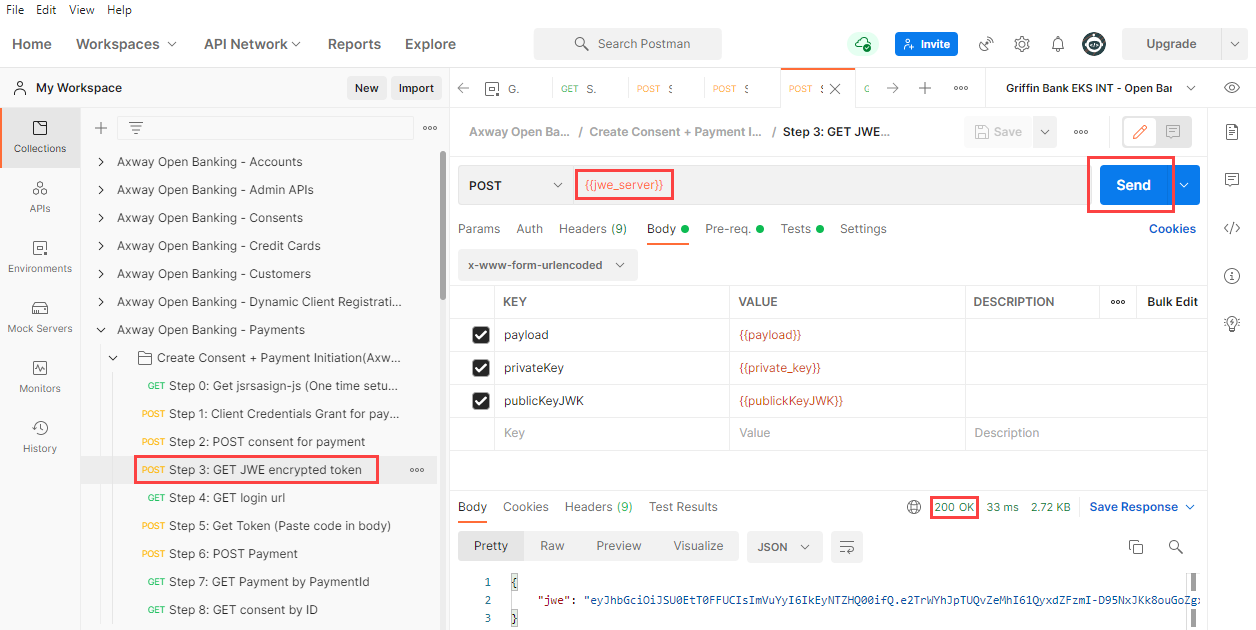 File Edit View Help
Home Workspaces API Network Reports Explore Search Postman Invite Upgrade
My Workspace New Import
G. GET S. POST S POST S POST S Griffin Bank EKS INT - Open Bar
Collections
APIs
Environments
Mock Servers
Monitors
History
Axway Open Banking - Accounts
Axway Open Banking - Admin APIs
Axway Open Banking - Consents
Axway Open Banking - Credit Cards
Axway Open Banking - Customers
Axway Open Banking - Dynamic Client Registrati...
Axway Open Banking - Payments
Create Consent + Payment Initiation(Axw...
GET Step 0: Get jsrsasign-js (One time setu...
POST Step 1: Client Credentials Grant for pay...
POST Step 2: POST consent for payment
POST Step 3: GET JWE encrypted token
GET Step 4: GET login url
POST Step 5: Get Token (Paste code in body)
POST Step 6: POST Payment
GET Step 7: GET Payment by PaymentId
GET Step 8: GET consent by ID
Axway Open Ba... / Create Consent + Payment I... / Step 3: GET JWE... Save
POST {{jwe_server}} Send
Params Auth Headers (9) Body Pre-req. Tests Settings Cookies
x-www-form-urlencoded
KEY VALUE DESCRIPTION Bulk Edit
payload {{payload}}
privateKey {{private_key}}
publicKeyJWK {{publickKeyJWK}}
Key Value Description
Body Cookies Headers (9) Test Results 200 OK 33 ms 2.72 KB Save Response
Pretty Raw Preview Visualize JSON
1 {
2 "jwe": "eyJhbGciOiJSU0EtT0FFUCIsImVuYyI6IkEyNTZHQ00ifQ.e2TrWYhJpTUQvZeMhI61QyxdZFzmI-D95NxJKk8ouGoZgx
3 }